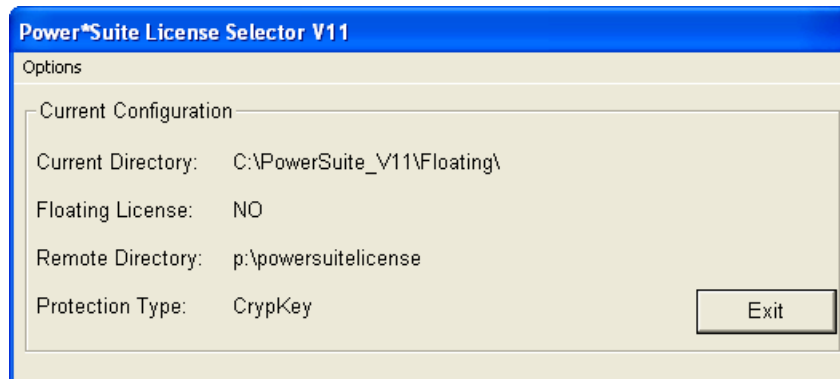 Power*Suite License Selector V11
Options
Current Configuration
Current Directory: C:\PowerSuite_V11\Floating\
Floating License: NO
Remote Directory: p:\powersuitelicense
Protection Type: CrypKey
Exit